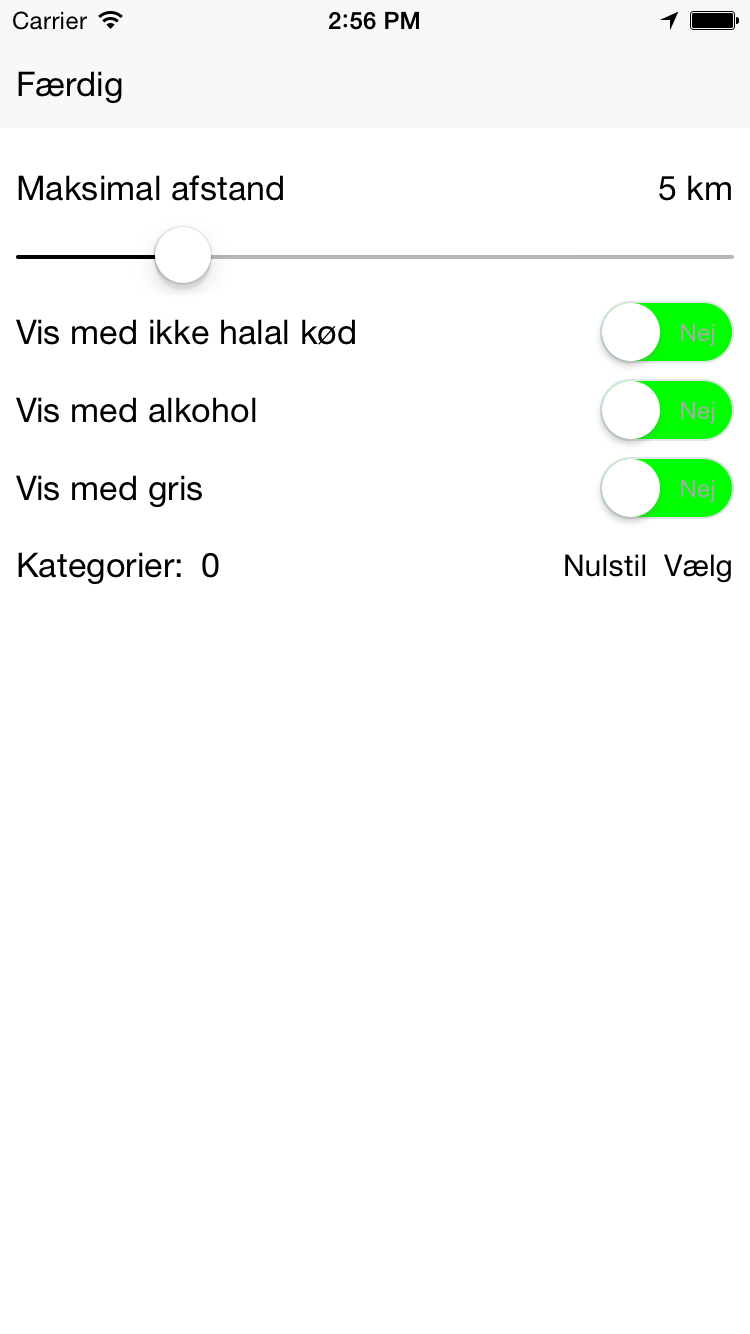 Carrier 2:56 PM
Færdig
Maksimal afstand 5 km
Vis med ikke halal kød Nej
Vis med alkohol Nej
Vis med gris Nej
Kategorier: 0 Nulstil Vælg